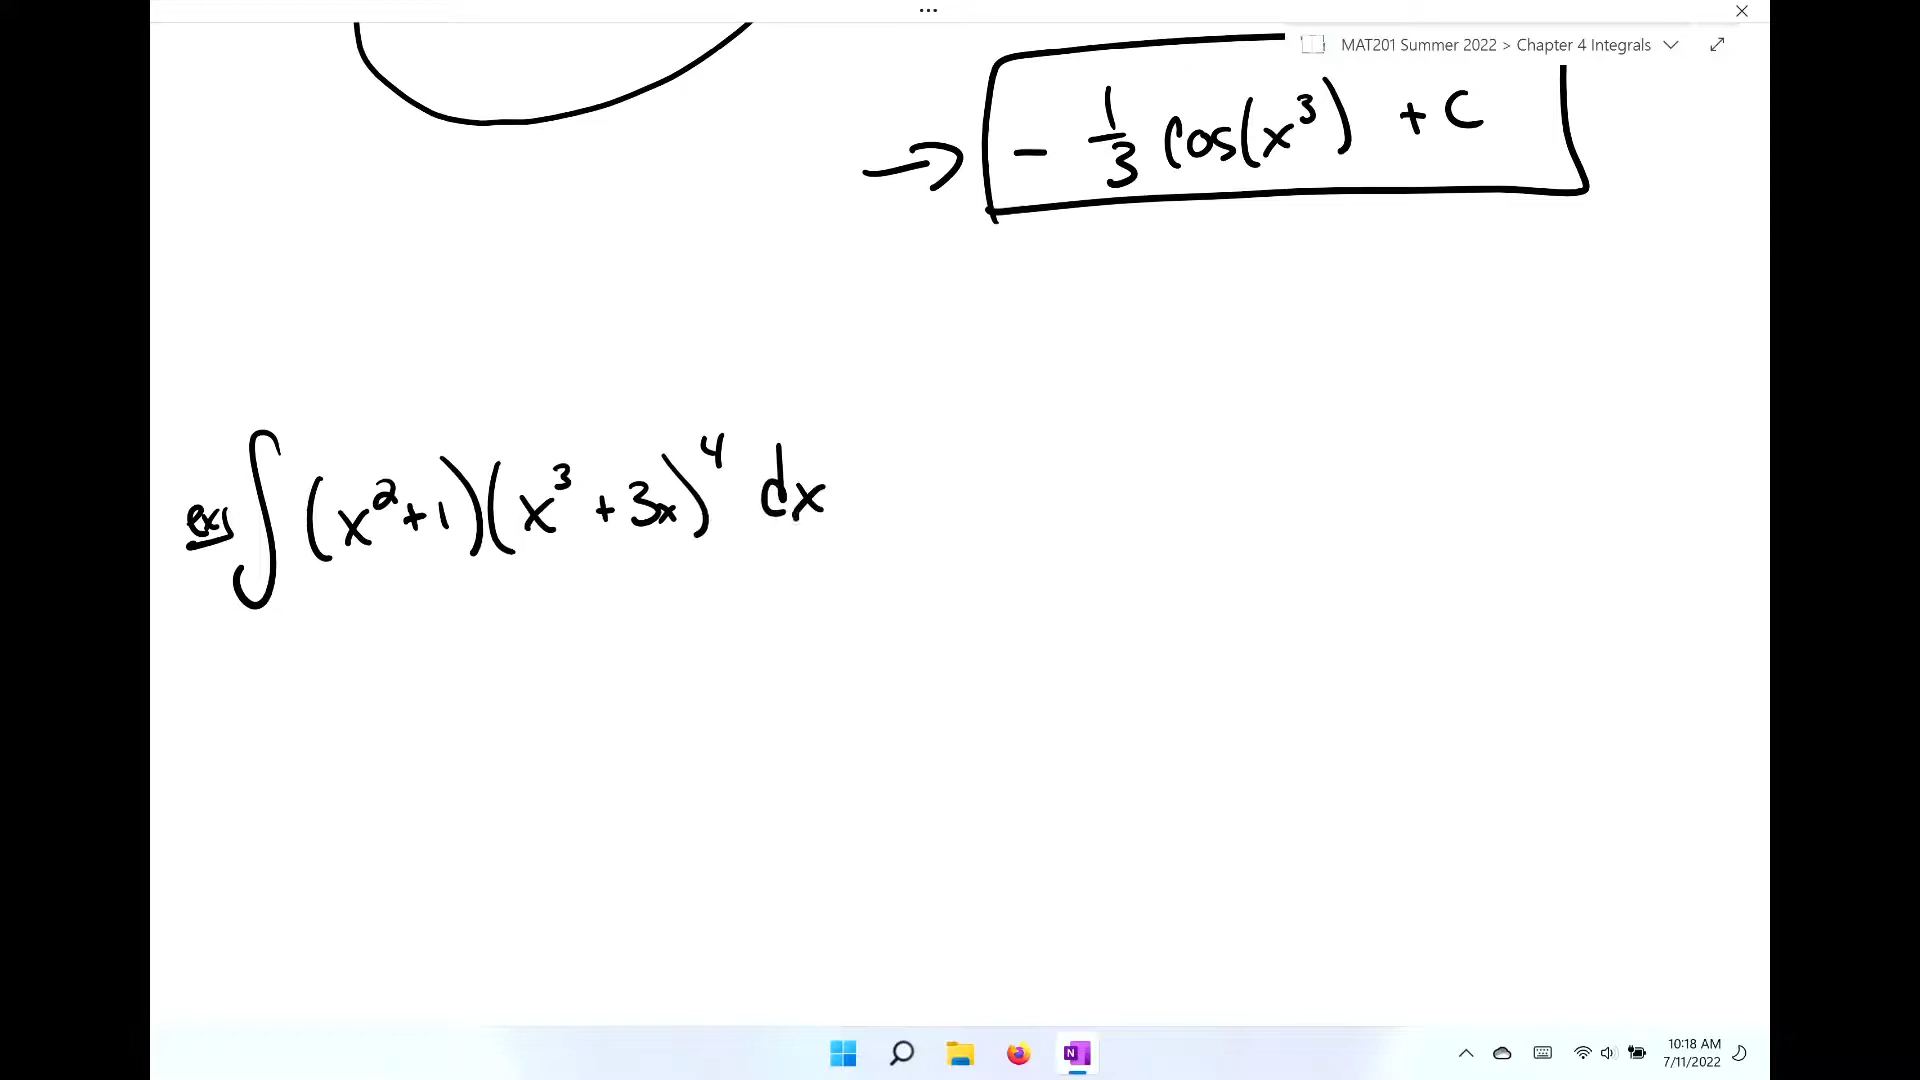 ...
MAT201 Summer 2022 > Chapter 4 Integrals
→ - 1/3 cos(x³) + C
ex) ∫ (x²+1)(x³+3x)⁴ dx
10:18 AM
7/11/2022